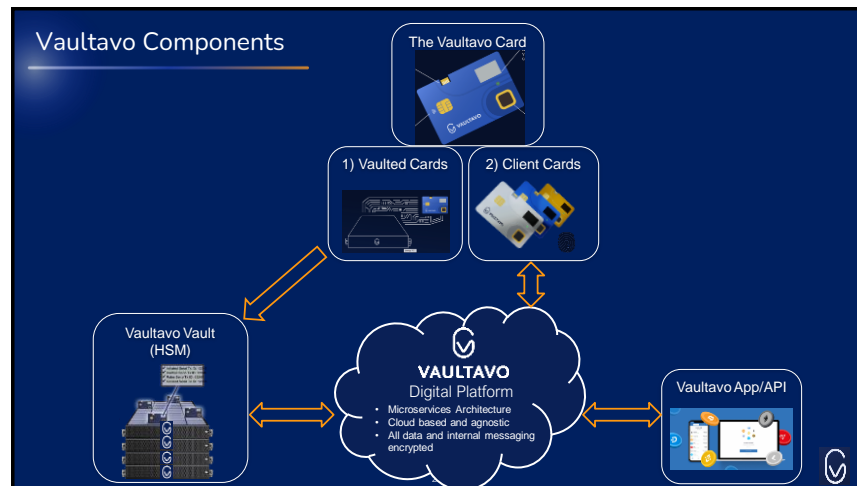 Vaultavo Components
The Vaultavo Card
VAULTAVO
1) Vaulted Cards
2) Client Cards
Vaultavo Vault
(HSM)
VAULTAVO
Digital Platform
• Microservices Architecture
• Cloud based and agnostic
• All data and internal messaging
encrypted
Vaultavo App/API